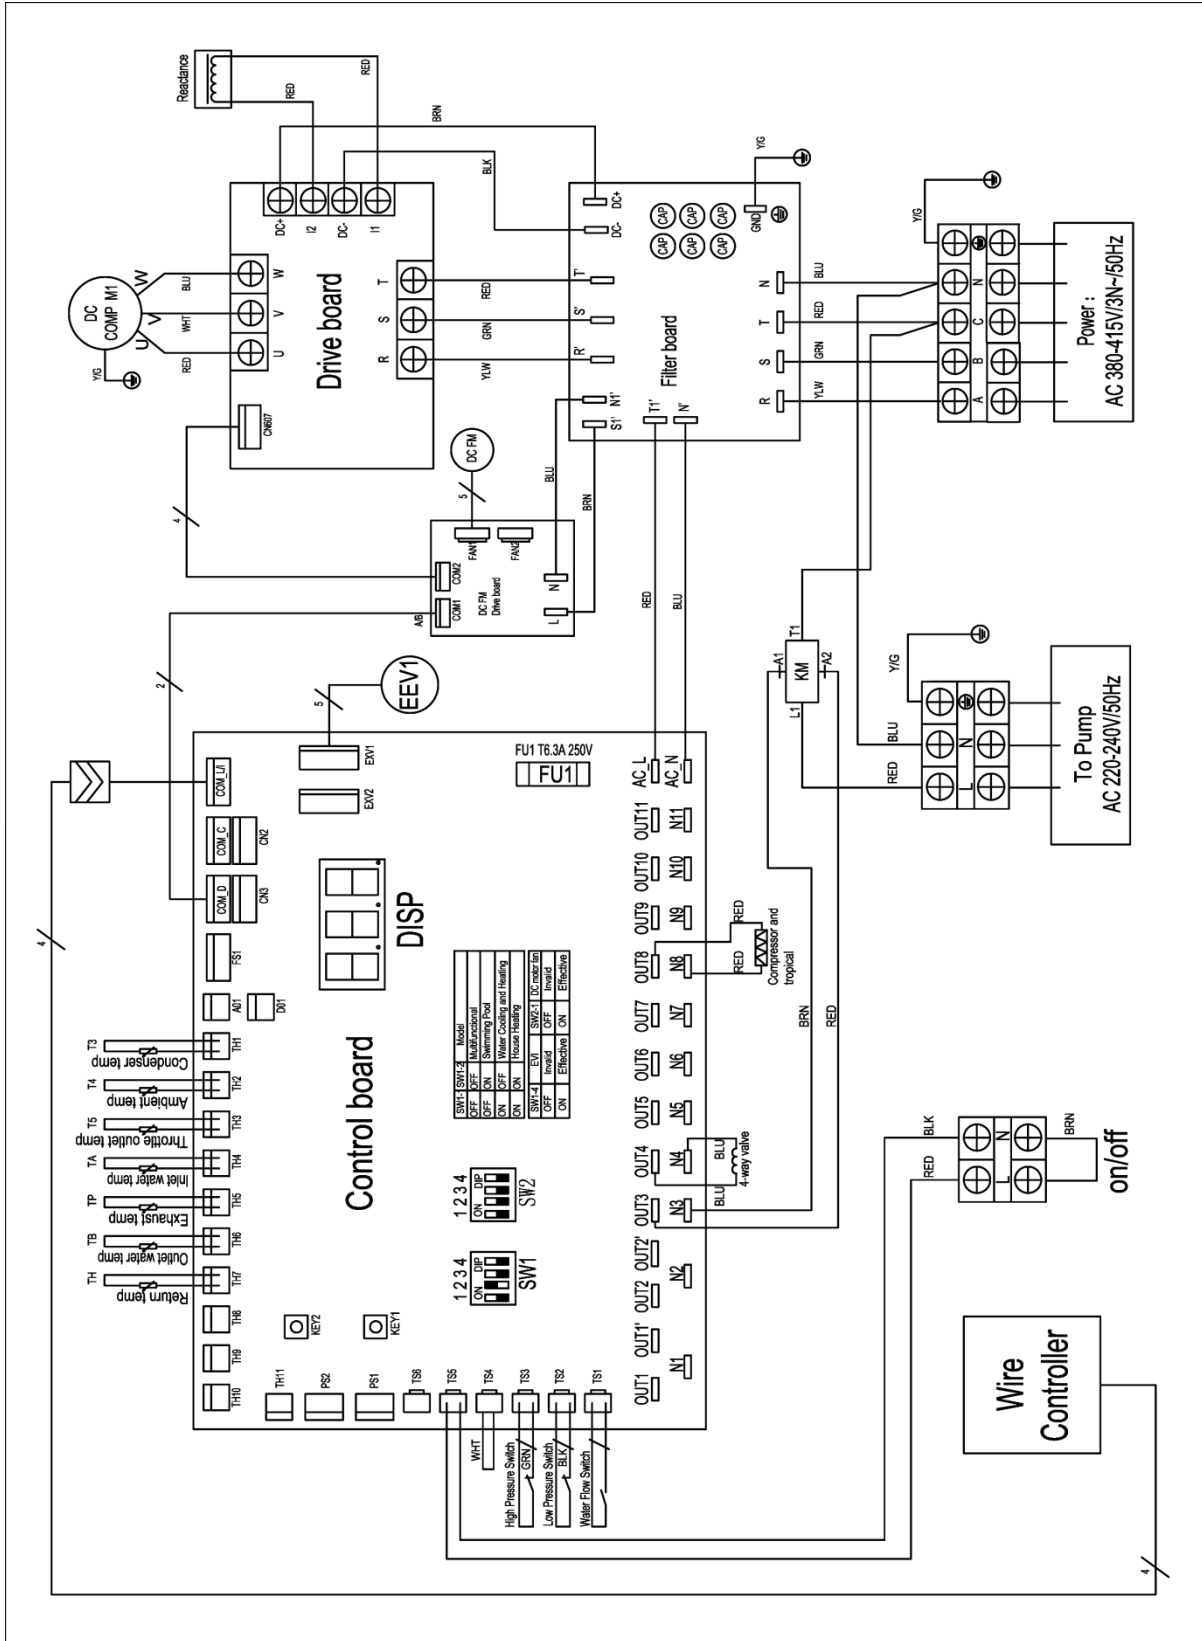 Reactance
RED
RED
BRN
BLK
DC+
I2
DC-
I1
DC
COMP M1
U
V
W
Y/G
RED
WHT
BLU
U
V
W
Drive board
R
S
T
CN607
YLW
GRN
RED
DC+
DC-
T'
S'
R'
N1'
S1'
T1'
N'
CAP
CAP
CAP
CAP
CAP
CAP
GND
Y/G
Filter board
R
S
T
N
YLW
GRN
RED
BLU
Y/G
A
B
C
N
Power :
AC 380-415V/3N~/50Hz
4
DC FM
5
FAN1
FAN2
COM2
COM1
A/B
DC FM
Drive board
N
L
BLU
BRN
2
RED
BLU
EEV1
5
4
COM_L/I
COM_C
CN2
COM_D
CN3
FS1
A01
D01
EXV1
EXV2
FU1 T6.3A 250V
FU1
DISP
T3
Condenser temp
TH1
T4
Ambient temp
TH2
T5
Throttle outlet temp
TH3
TA
Inlet water temp
TH4
TP
Exhaust temp
TH5
TB
Outlet water temp
TH6
TH
Return temp
TH7
TH8
TH9
TH10
Control board
SW1-1 SW1-2 Model
OFF OFF Multifunctional
OFF ON Swimming Pool
ON OFF Water Cooling and Heating
ON ON House Heating
SW1-4 EVI SW2-1 DC motor fan
OFF Invalid OFF Invalid
ON Effective ON Effective
1 2 3 4
ON DIP
SW2
1 2 3 4
ON DIP
SW1
KEY2
KEY1
TH11
PS2
PS1
TS6
TS5
TS4
TS3
TS2
TS1
WHT
High Pressure Switch
GRN
Low Pressure Switch
BLK
Water Flow Switch
AC_L
AC_N
OUT11
N11
OUT10
N10
OUT9
N9
OUT8
N8
OUT7
N7
OUT6
N6
OUT5
N5
OUT4
N4
OUT3
N3
OUT2'
OUT2
N2
OUT1'
OUT1
N1
RED
RED
Compressor and
tropical
BLU
BLU
4-way valve
BRN
RED
A1
A2
KM
T1
L1
RED
BLU
Y/G
L
N
To Pump
AC 220-240V/50Hz
RED
BLK
L
N
BRN
on/off
Wire
Controller
4